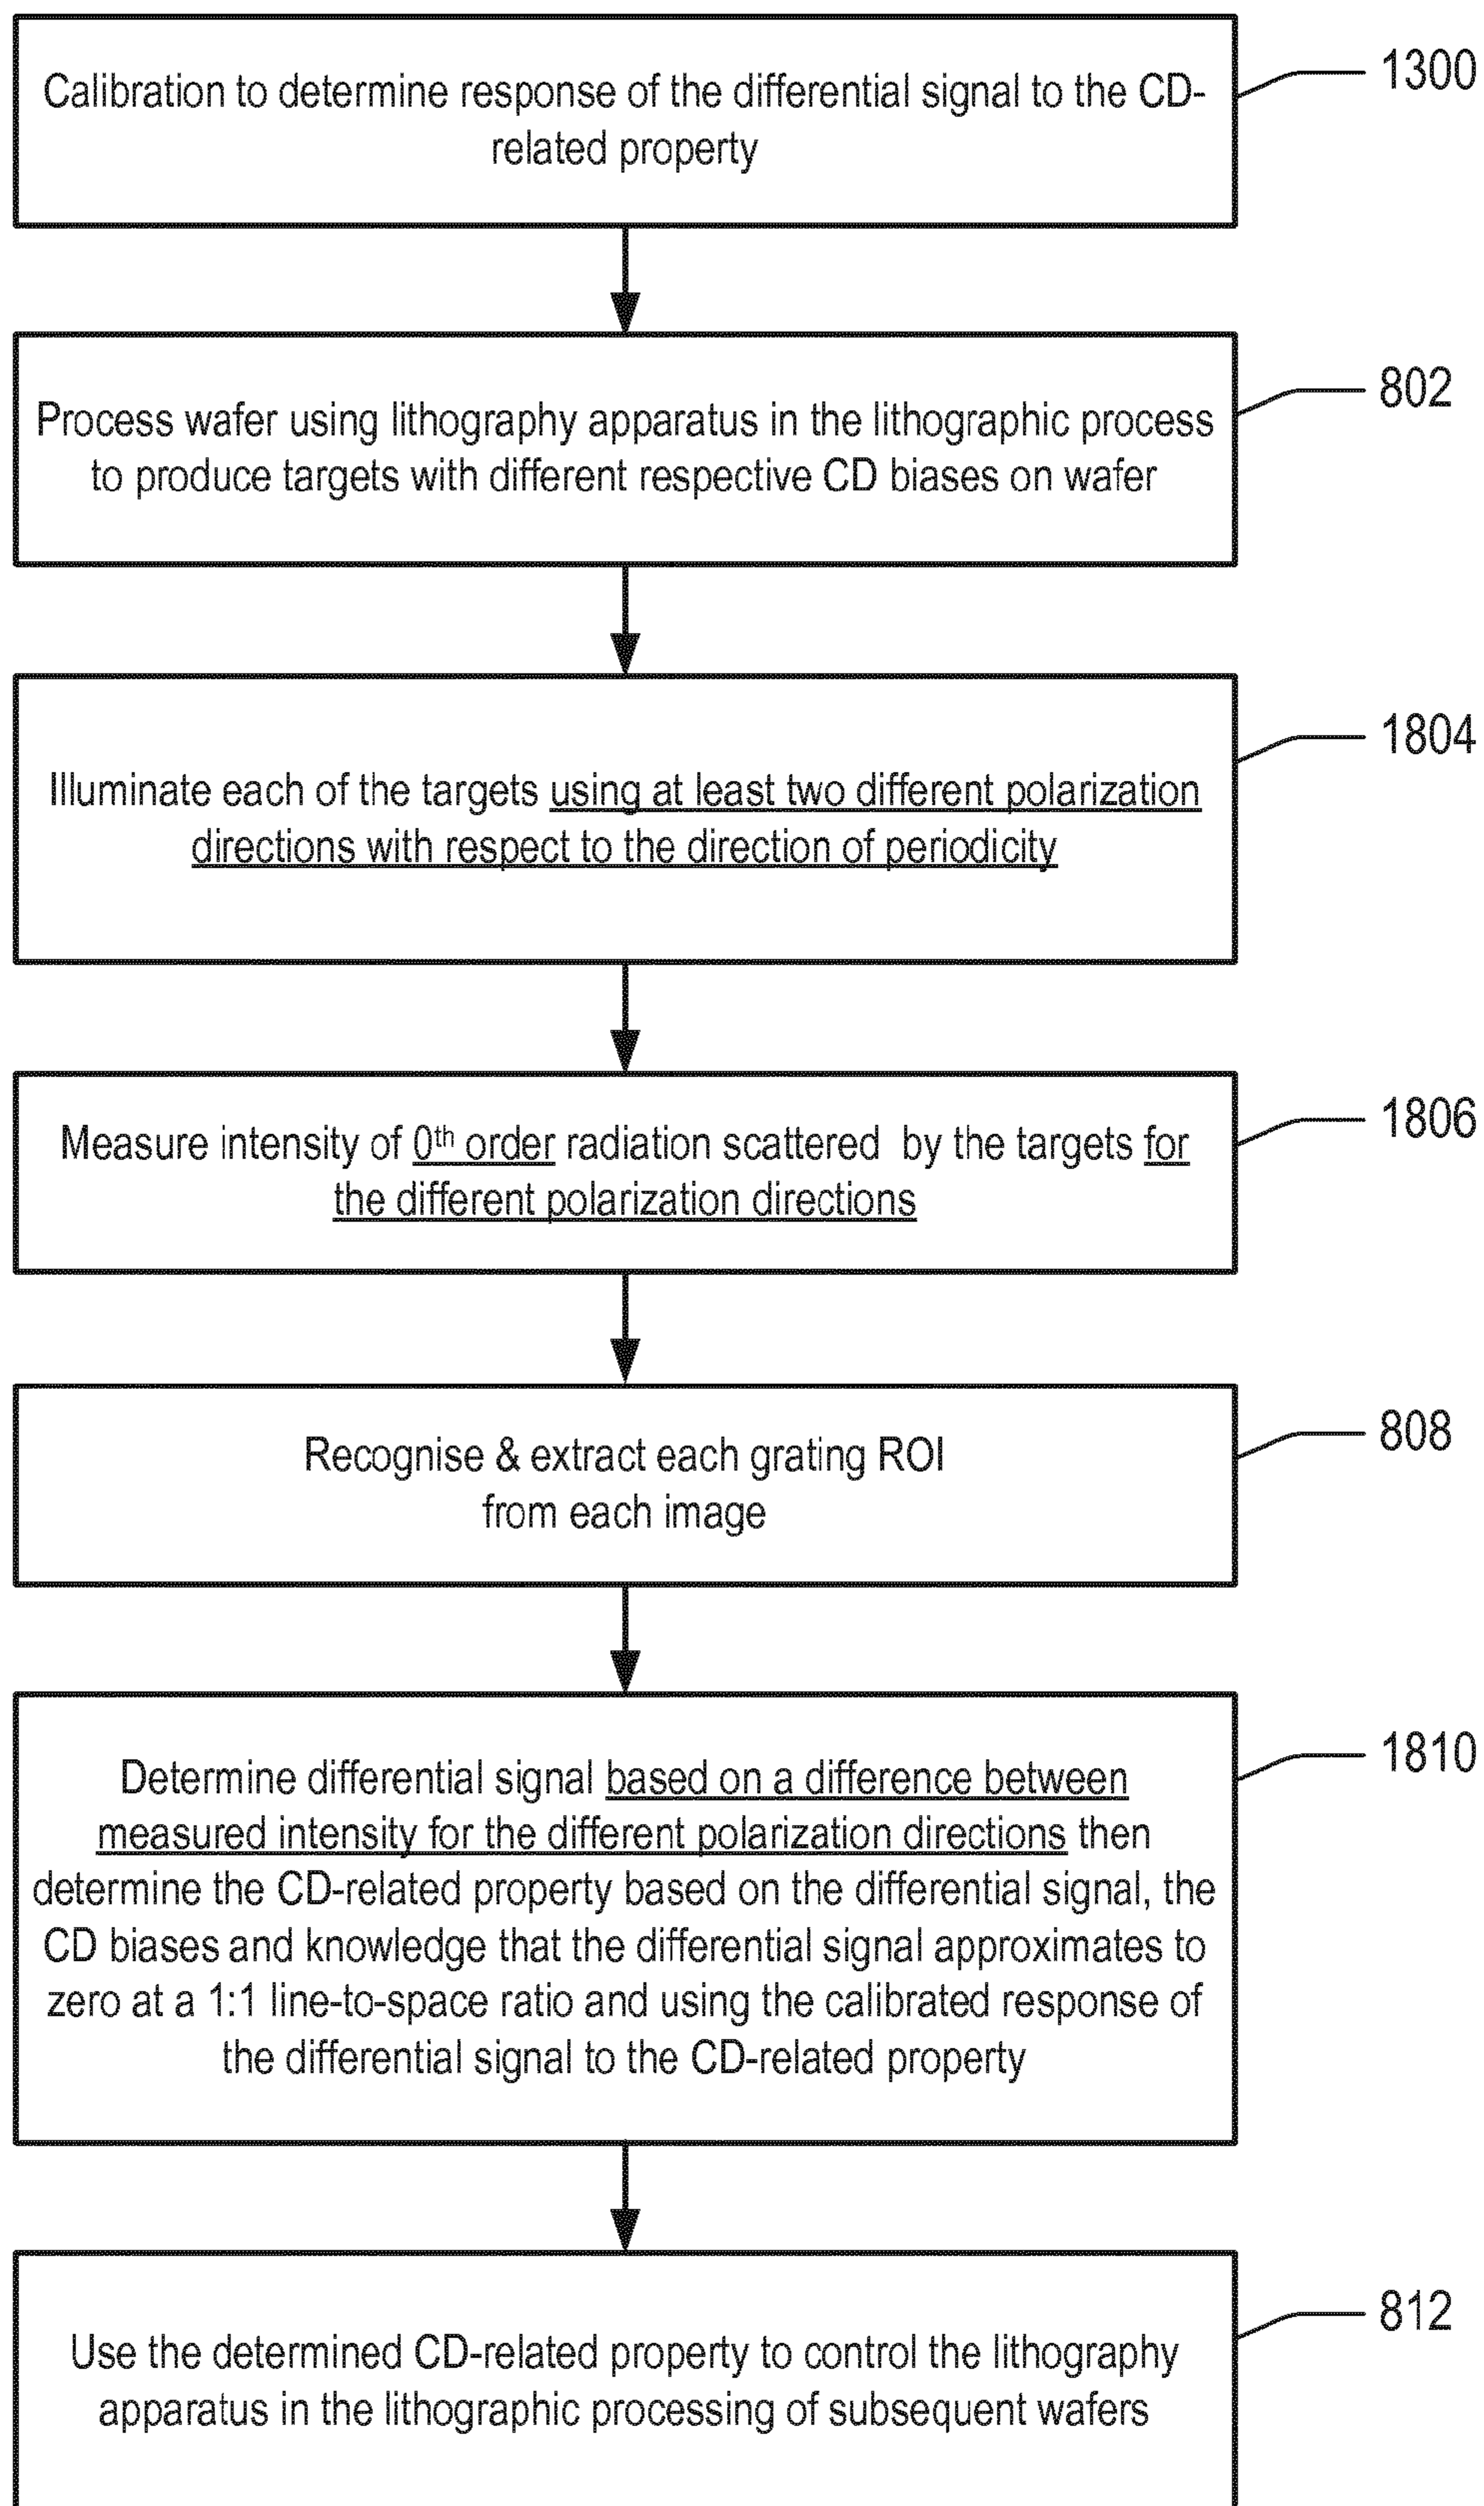 Calibration to determine response of the differential signal to the CD-
related property
1300
Process wafer using lithography apparatus in the lithographic process
to produce targets with different respective CD biases on wafer
802
Illuminate each of the targets using at least two different polarization
directions with respect to the direction of periodicity
1804
Measure intensity of 0th order radiation scattered by the targets for
the different polarization directions
1806
Recognise & extract each grating ROI
from each image
808
Determine differential signal based on a difference between
measured intensity for the different polarization directions then
determine the CD-related property based on the differential signal, the
CD biases and knowledge that the differential signal approximates to
zero at a 1:1 line-to-space ratio and using the calibrated response of
the differential signal to the CD-related property
1810
Use the determined CD-related property to control the lithography
apparatus in the lithographic processing of subsequent wafers
812